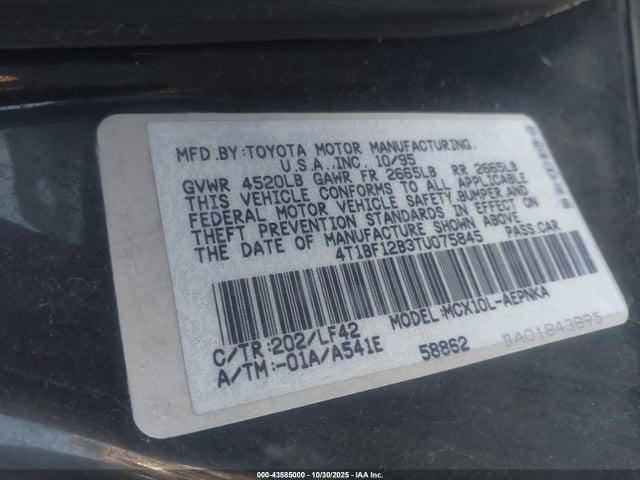 MFD.BY:TOYOTA MOTOR MANUFACTURING.
U.S.A.,INC. 10/95
GVWR 4520LB GAWR FR 2665LB RR 2665LB
THIS VEHICLE CONFORMS TO ALL APPLICABLE
FEDERAL MOTOR VEHICLE SAFETY,BUMPER AND
THEFT PREVENTION STANDARDS IN EFFECT ON
THE DATE OF MANUFACTURE SHOWN ABOVE
4T1BF12B3TU075845 PASS CAR
MODEL:MCX10L-AEPNKA
C/TR:202/LF42
A/TM:-01A/A541E
58862
BA01843895
000-43585000 - 10/30/2025 - IAA Inc.